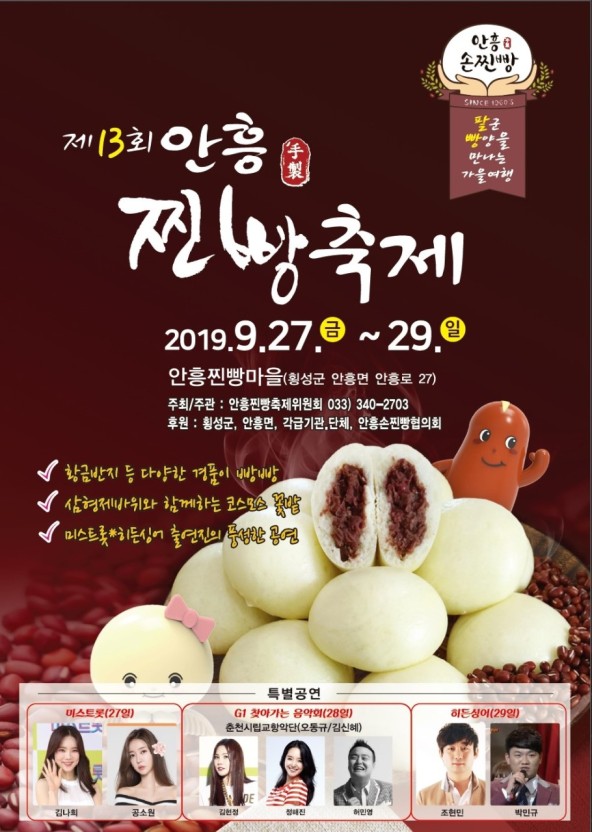 안흥
손찐빵
팥군
빵양을
만나는
가을여행
제13회 안흥
手製
찐빵축제
2019.9.27.금 ~ 29.일
안흥찐빵마을(횡성군 안흥면 안흥로 27)
주최/주관 : 안흥찐빵축제위원회 033) 340-2703
후원 : 횡성군, 안흥면, 각급기관.단체, 안흥손찐빵협의회
황금반지 등 다양한 경품이 빵빵
삼형제바위와 함께하는 코스모스 꽃밭
미스트롯*히든싱어 출연진의 풍성한 공연
특별공연
미스트롯(27일)
김나희
공소원
G1 찾아가는 음악회(28일)
춘천시립교향악단(오동규/김신혜)
김현정
정해진
허민영
히든싱어(29일)
조현민
박민규